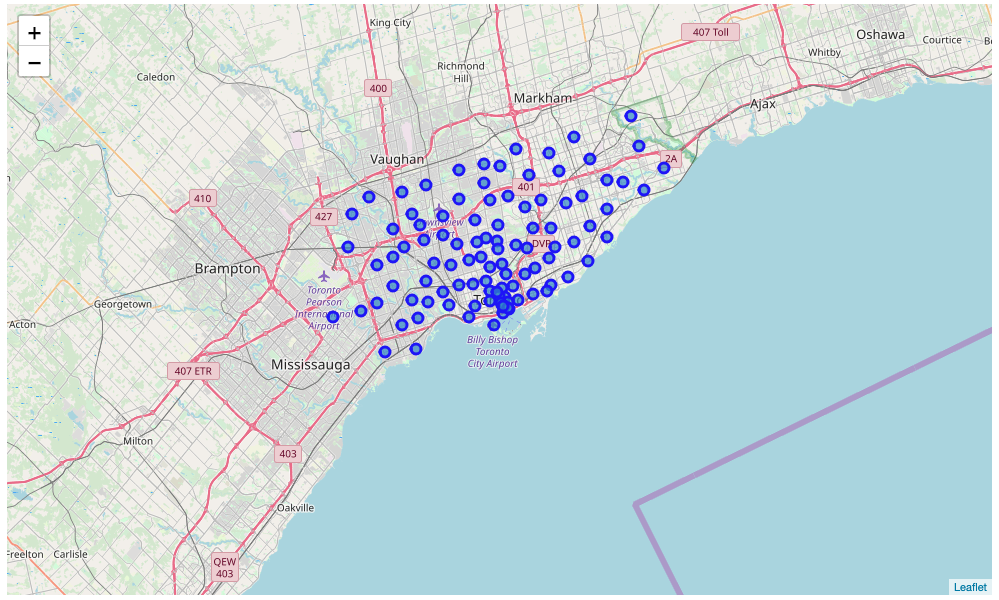 +
−
King City
407 Toll
Oshawa
Courtice
Whitby
Richmond
Hill
Caledon
400
Markham
Ajax
Vaughan
2A
401
410
427
DVP
Brampton
Toronto
Pearson
International
Airport
Georgetown
Acton
Billy Bishop
Toronto
City Airport
Mississauga
407 ETR
Milton
403
Oakville
Freelton
Carlisle
QEW
403
Leaflet